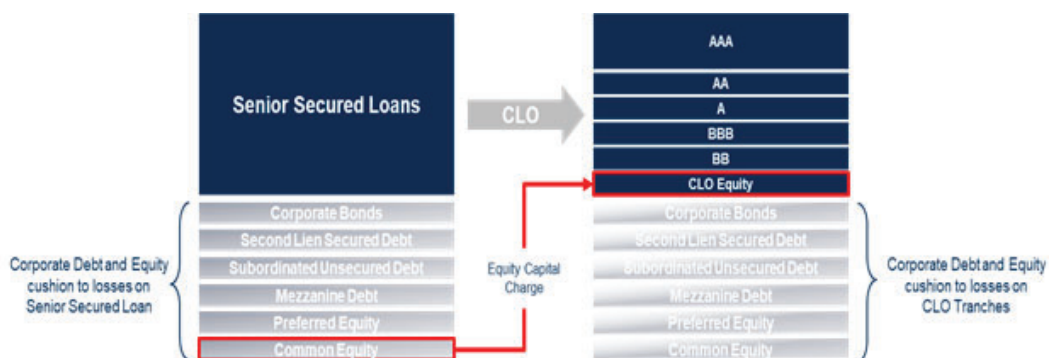 Senior Secured Loans
Corporate Bonds
Second Lien Secured Debt
Subordinated Unsecured Debt
Mezzanine Debt
Preferred Equity
Common Equity
Corporate Debt and Equity
cushion to losses on
Senior Secured Loan
CLO
Equity Capital
Charge
AAA
AA
A
BBB
BB
CLO Equity
Corporate Bonds
Second Lien Secured Debt
Subordinated Unsecured Debt
Mezzanine Debt
Preferred Equity
Common Equity
Corporate Debt and Equity
cushion to losses on
CLO Tranches